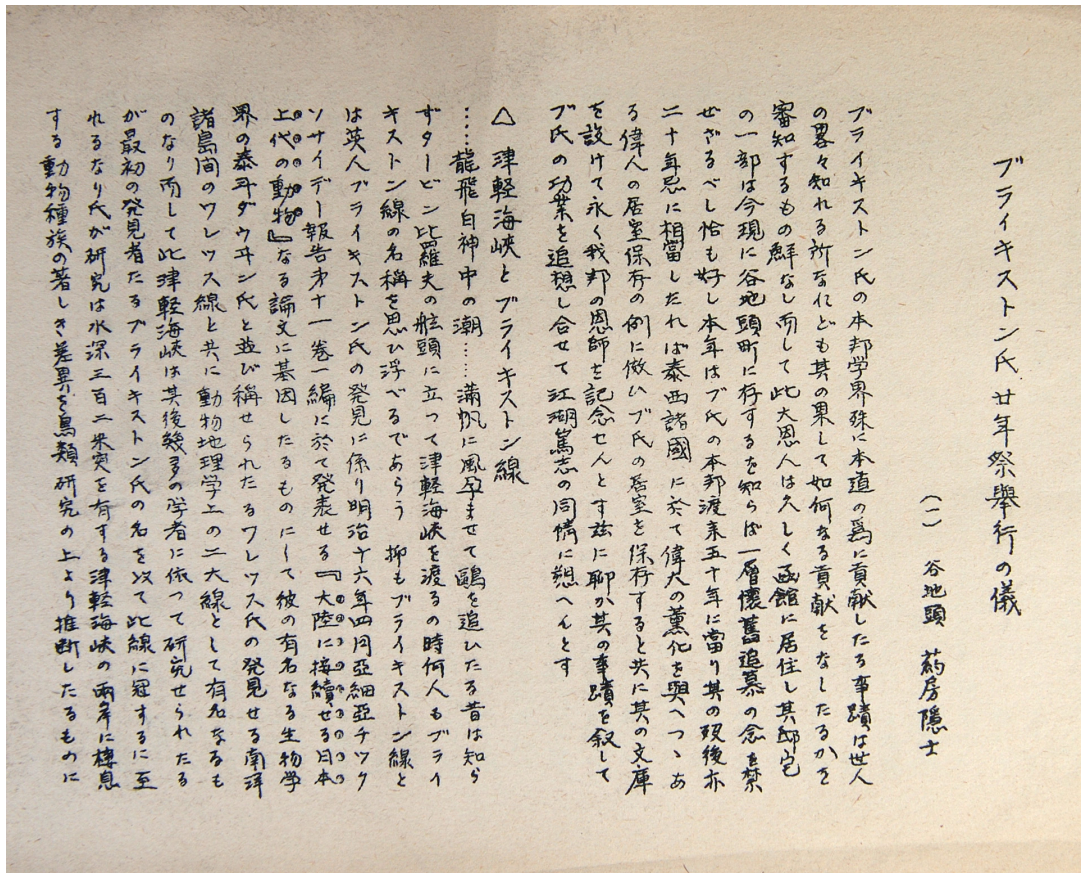 ブライキストン氏廿年祭舉行の儀
(一) 谷地頭 葯房隱士
ブライキストン氏の本邦学界殊に本道の爲に貢献したる事蹟は世人
の畧々知れる所なれども其の果して如何なる貢献をなしたるかを
審知するもの鮮なし而して此大恩人は久しく函館に居住し其邸宅
の一部は今現に谷地頭町に存するを知らば一層懷舊追慕の念を禁
ぜざるべし恰も好し本年はブ氏の本邦渡来五十年に當り其の歿後亦
二十年忌に相當したれば泰西諸國に於て偉大の薫化を與へつゝあ
る偉人の居室保存の例に倣ひブ氏の居室を保存すると共に其の文庫
を設けて永く我邦の恩師を記念せんとす玆に聊か其の事蹟を叙して
ブ氏の功業を追想し合せて江湖篤志の同情に愬へんとす
△ 津軽海峡とブライキストン線
……龍飛白神中の潮……満帆に風孕ませて鷗を追ひたる昔は知ら
ずタービン比羅夫の舷頭に立つて津軽海峡を渡るの時何人もブライ
キストン線の名稱を思ひ浮べるであらう 抑もブライキストン線と
は英人ブライキストン氏の発見に係り明治十六年四月亞細亞チック
ソサイデー報告才十一巻一編に於て発表せる『大陸に接續せる日本
上代の動物』なる論文に基因したるものにして彼の有名なる生物学
界の泰斗ダウヰン氏と並び稱せられたるワレツス氏の発見せる南洋
諸島間のワレツス線と共に動物地理学上の二大線として有名なるも
のなり而して此津軽海峡は其後幾多の学者に依つて研究せられたる
が最初の発見者たるブライキストン氏の名を以て此線に冠するに至
れるなり氏が研究は水深三百二米突を有する津軽海峡の兩岸に棲息
する動物種族の著しき差異を鳥類研究の上より推断したるものに